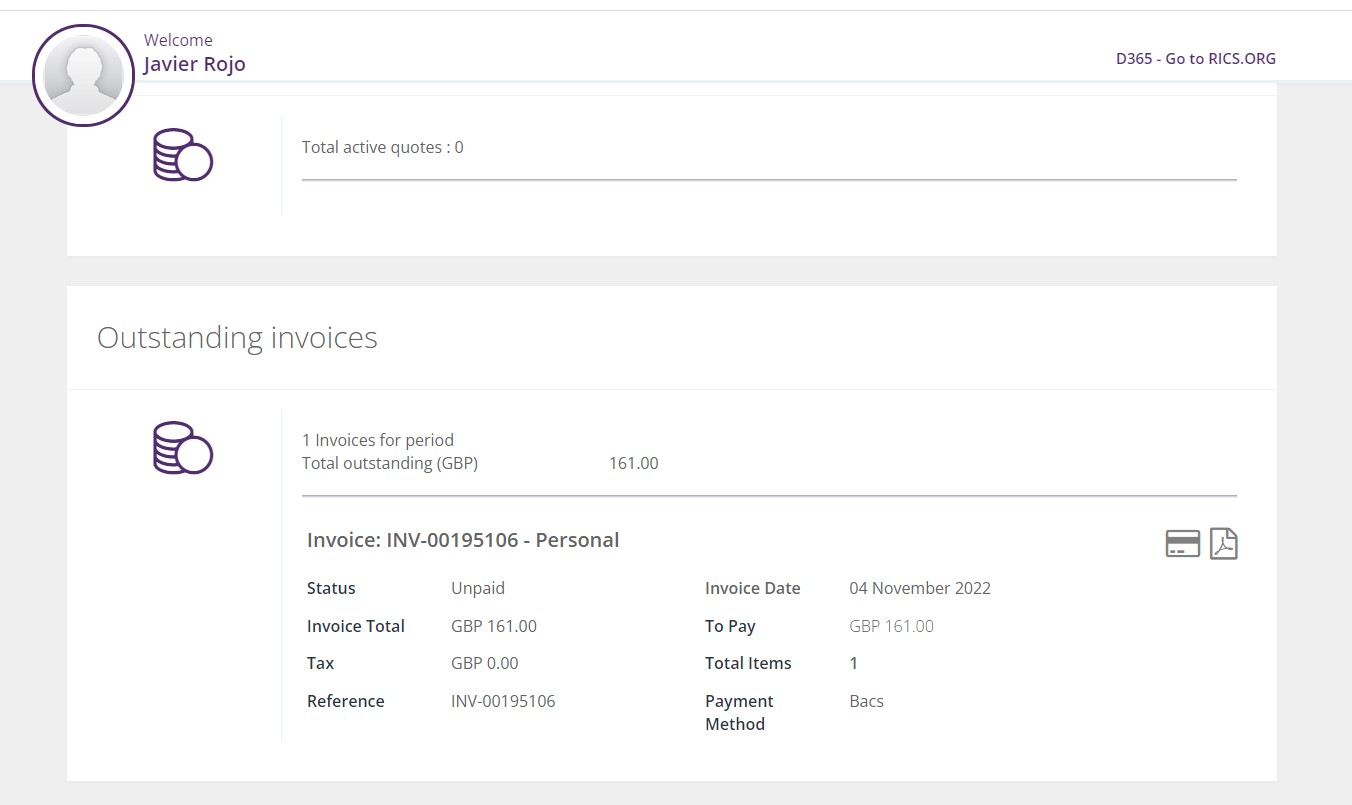 Welcome
Javier Rojo
D365 - Go to RICS.ORG
Total active quotes : 0
Outstanding invoices
1 Invoices for period
Total outstanding (GBP) 161.00
Invoice: INV-00195106 - Personal
Status Unpaid Invoice Date 04 November 2022
Invoice Total GBP 161.00 To Pay GBP 161.00
Tax GBP 0.00 Total Items 1
Reference INV-00195106 Payment Method Bacs